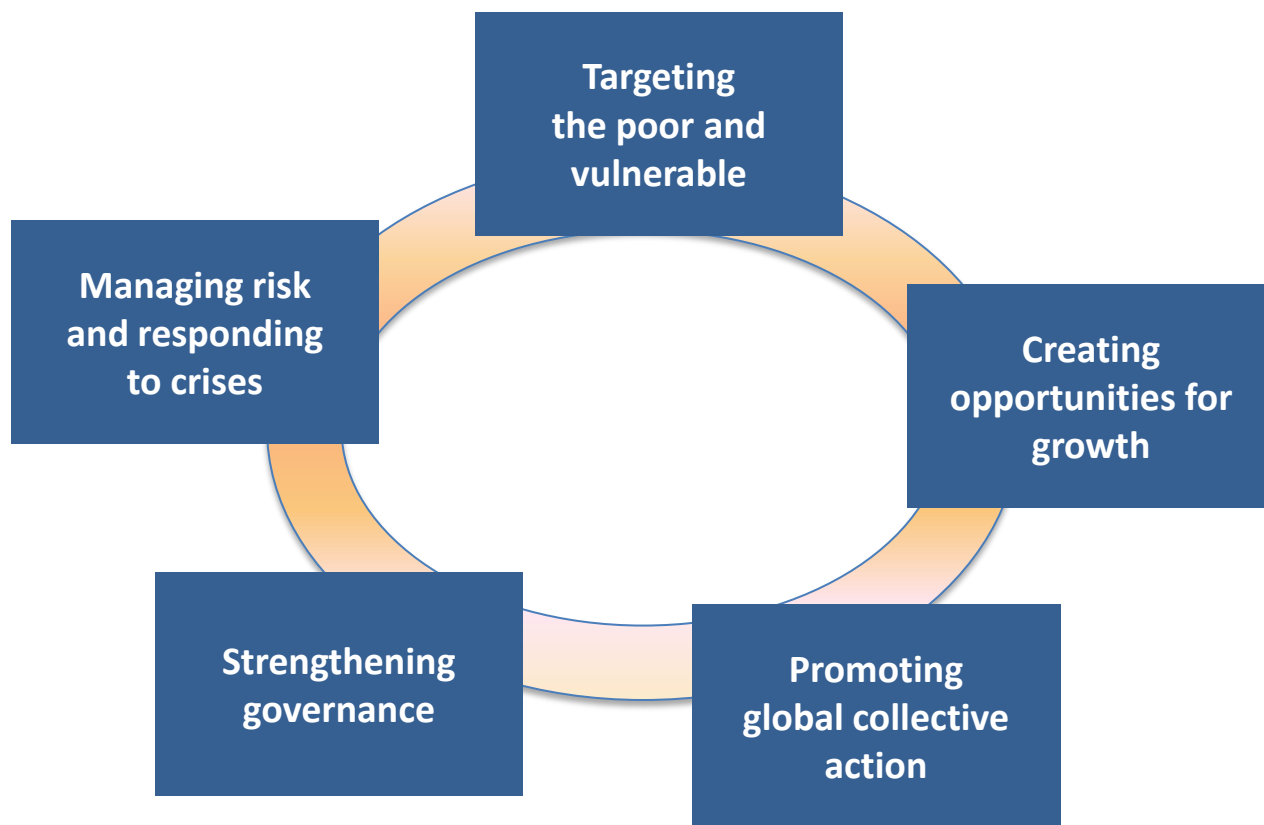 Targeting
the poor and
vulnerable
Managing risk
and responding
to crises
Creating
opportunities for
growth
Strengthening
governance
Promoting
global collective
action